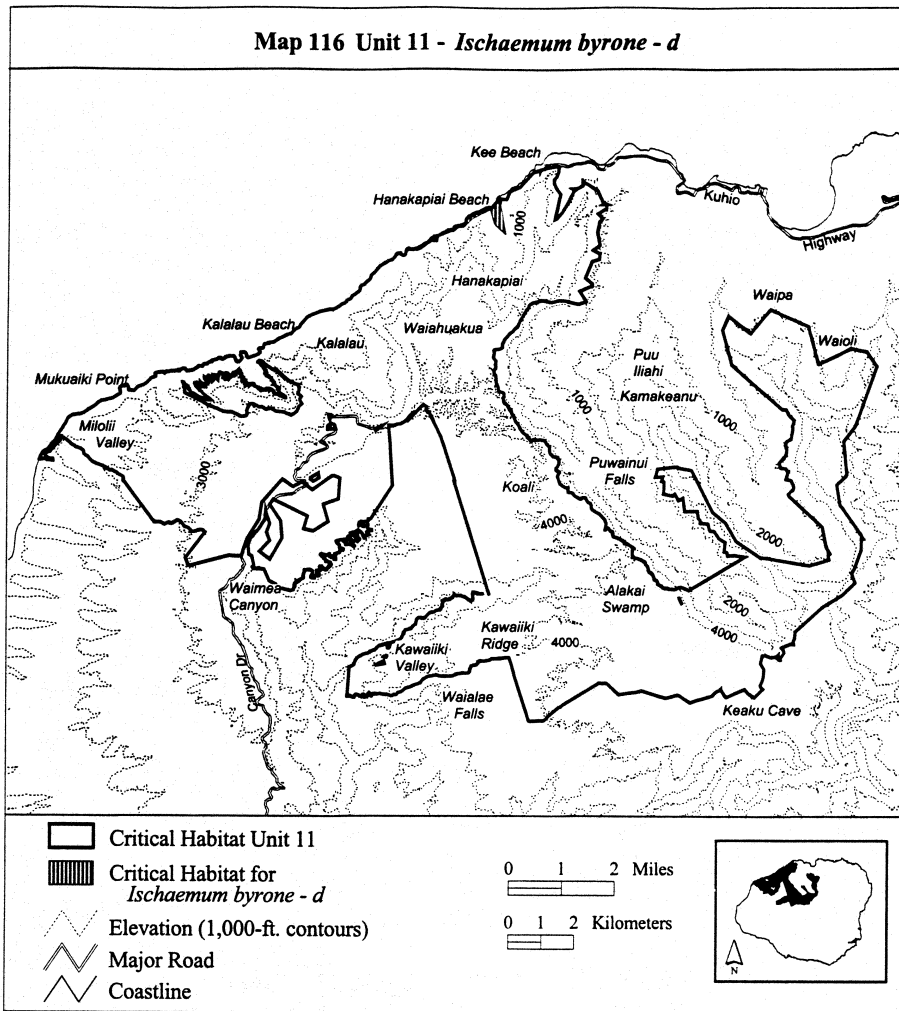 Map 116 Unit 11 - Ischaemum byrone - d
Kee Beach
Hanakapiai Beach
Kuhio
Highway
1000
Hanakapiai
Waipa
Kalalau Beach
Kalalau
Waiahuakua
Waioli
Mukuaiki Point
Puu
Iliahi
Kamakeanu
1000
1000
Milolii
Valley
3000
Puwainui
Falls
Koali
4000
2000
Waimea
Canyon
Alakai
Swamp
2000
4000
Kawaiiki
Valley
Kawaiiki
Ridge
4000
Canyon Dr
Waialae
Falls
Keaku Cave
Critical Habitat Unit 11
Critical Habitat for
Ischaemum byrone - d
Elevation (1,000-ft. contours)
Major Road
Coastline
0 1 2 Miles
0 1 2 Kilometers
N